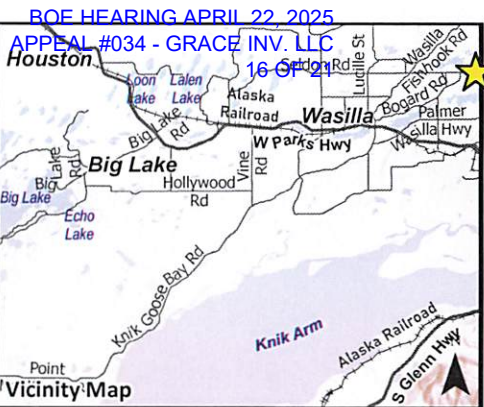 BOE HEARING APRIL 22, 2025
APPEAL #034 - GRACE INV. LLC
16 OF 21
Houston
Loon
Lake
Lalen
Lake
Seldon Rd
Lucille St
Wasilla
Fishhook Rd
Bogard Rd
Alaska
Railroad
Wasilla
Palmer
Wasilla Hwy
Big Lake
Rd
W Parks Hwy
Big Lake
Big Lake
Rd
Big Lake
Hollywood
Rd
Vine
Rd
Echo
Lake
Knik Goose Bay Rd
Knik Arm
Alaska Railroad
S Glenn Hwy
Point
Vicinity Map